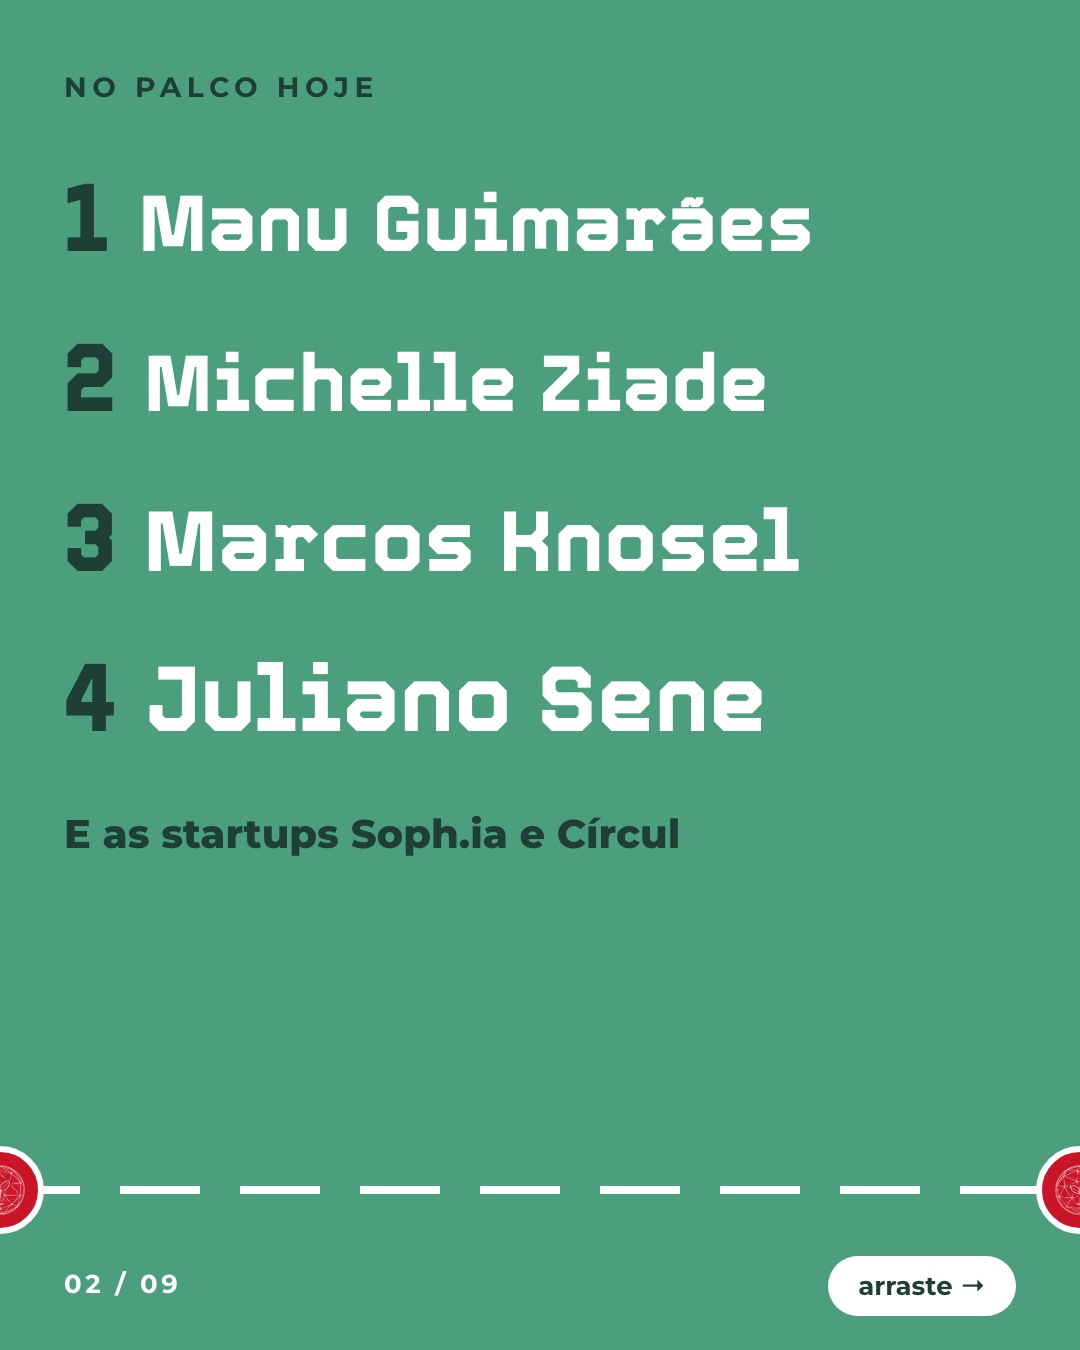 NO PALCO HOJE
1 Manu Guimarães
2 Michelle Ziade
3 Marcos Knosel
4 Juliano Sene
E as startups Soph.ia e Círcul
02 / 09
arraste →